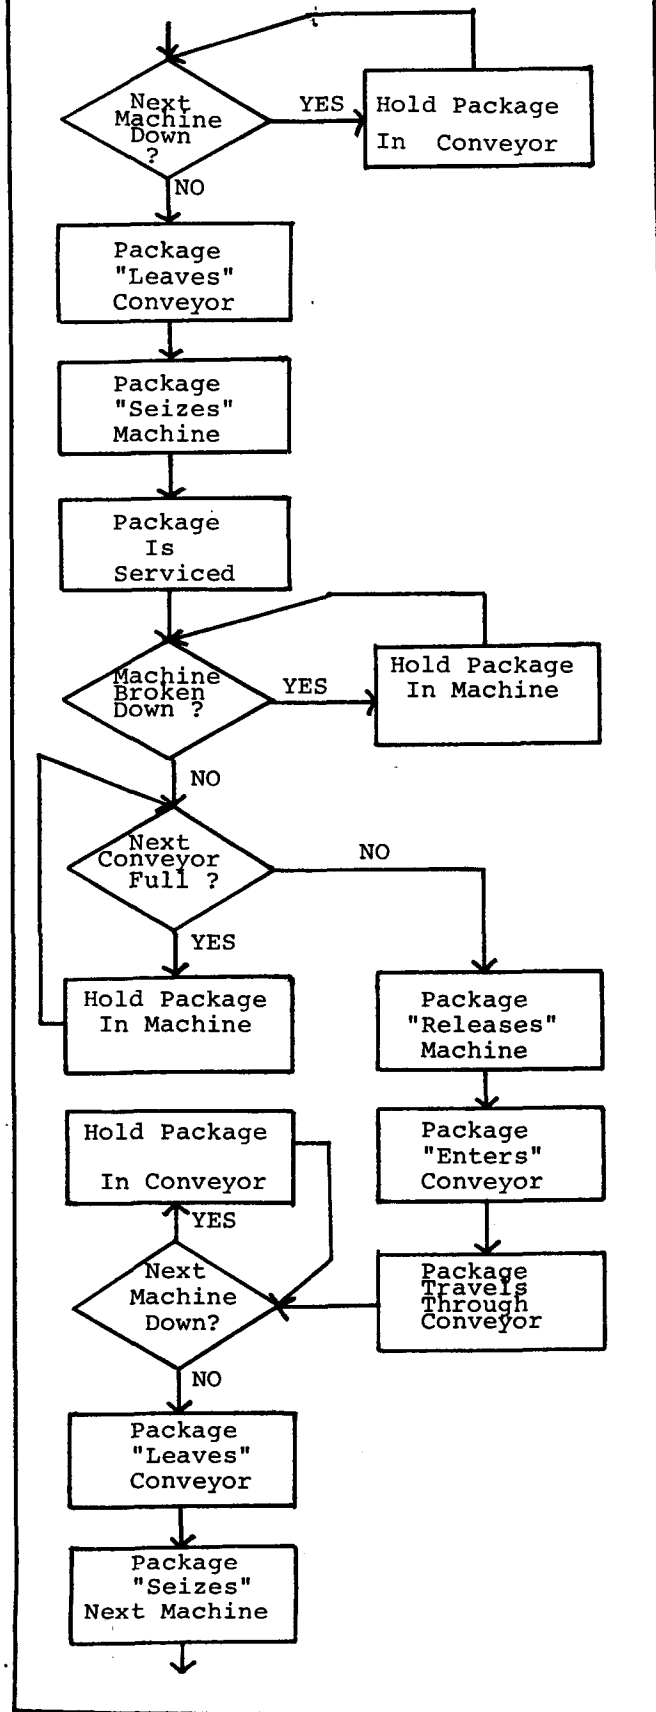 Next
Machine
Down
?
YES
Hold Package
In Conveyor
NO
Package
"Leaves"
Conveyor
Package
"Seizes"
Machine
Package
Is
Serviced
Machine
Broken
Down ?
YES
Hold Package
In Machine
NO
Next
Conveyor
Full ?
NO
YES
Hold Package
In Machine
Package
"Releases"
Machine
Package
"Enters"
Conveyor
Package
Travels
Through
Conveyor
Hold Package
In Conveyor
YES
Next
Machine
Down?
NO
Package
"Leaves"
Conveyor
Package
"Seizes"
Next Machine